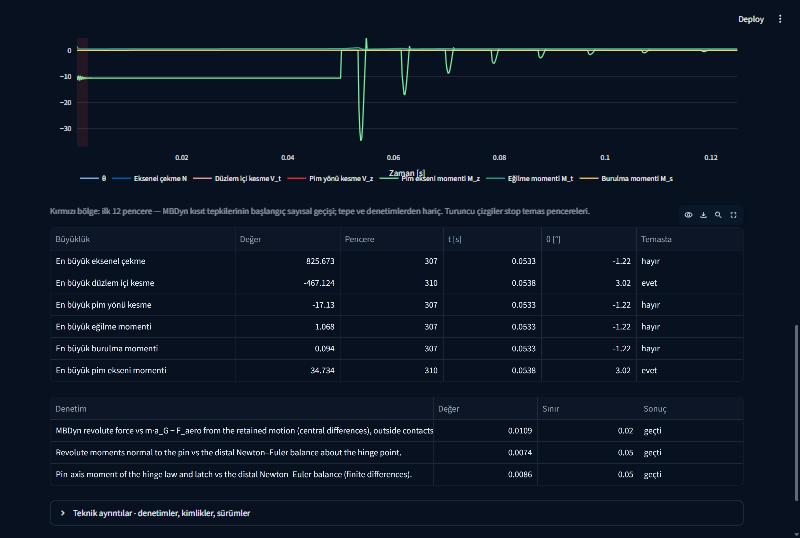 Deploy
0
−10
−20
−30
0.02 0.04 0.06 0.08 0.1 0.12
Zaman [s]
θ Eksenel çekme N Düzlem içi kesme V_t Pim yönü kesme V_z Pim ekseni momenti M_z Eğilme momenti M_t Burulma momenti M_s
Kırmızı bölge: ilk 12 pencere — MBDyn kısıt tepkilerinin başlangıç sayısal geçişi; tepe ve denetimlerden hariç. Turuncu çizgiler stop temas pencereleri.
Büyüklük Değer Pencere t [s] θ [°] Temasta
En büyük eksenel çekme 825.673 307 0.0533 -1.22 hayır
En büyük düzlem içi kesme -467.124 310 0.0538 3.02 evet
En büyük pim yönü kesme -17.13 307 0.0533 -1.22 hayır
En büyük eğilme momenti 1.068 307 0.0533 -1.22 hayır
En büyük burulma momenti 0.094 307 0.0533 -1.22 hayır
En büyük pim ekseni momenti 34.734 310 0.0538 3.02 evet
Denetim Değer Sınır Sonuç
MBDyn revolute force vs m·a_G − F_aero from the retained motion (central differences), outside contacts 0.0109 0.02 geçti
Revolute moments normal to the pin vs the distal Newton–Euler balance about the hinge point. 0.0074 0.05 geçti
Pin-axis moment of the hinge law and latch vs the distal Newton–Euler balance (finite differences). 0.0086 0.05 geçti
Teknik ayrıntılar - denetimler, kimlikler, sürümler